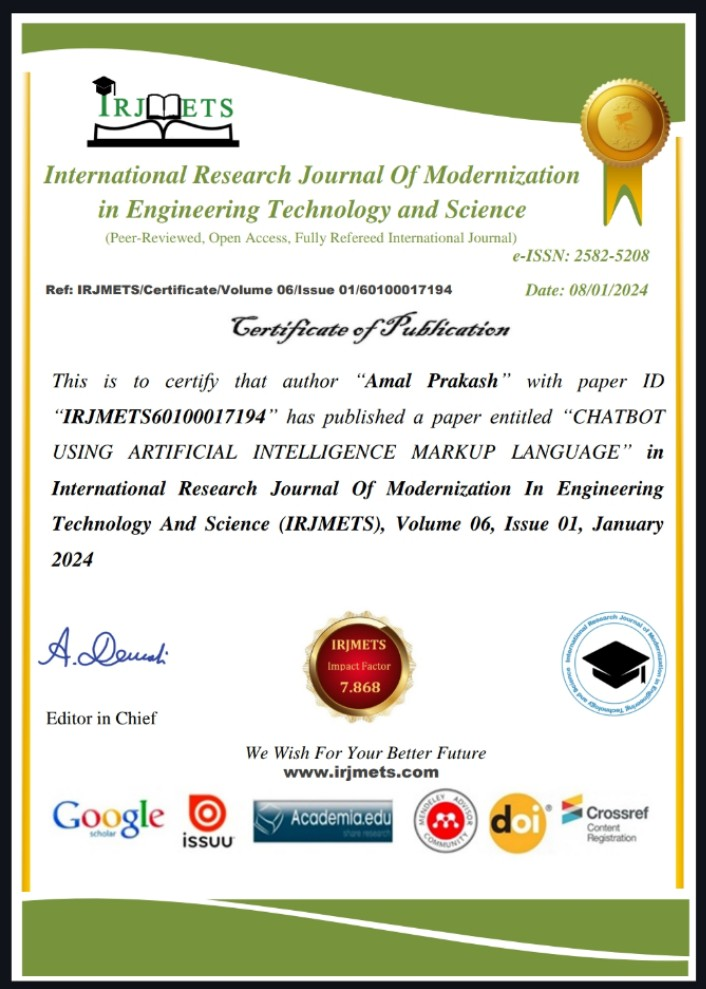 IRJMETS
International Research Journal Of Modernization
in Engineering Technology and Science
(Peer-Reviewed, Open Access, Fully Refereed International Journal)
e-ISSN: 2582-5208
Ref: IRJMETS/Certificate/Volume 06/Issue 01/60100017194
Date: 08/01/2024
Certificate of Publication
This is to certify that author “Amal Prakash” with paper ID
“IRJMETS60100017194” has published a paper entitled “CHATBOT
USING ARTIFICIAL INTELLIGENCE MARKUP LANGUAGE” in
International Research Journal Of Modernization In Engineering
Technology And Science (IRJMETS), Volume 06, Issue 01, January
2024
A. Denusi
IRJMETS
Impact Factor
7.868
International Research Journal of Modernization in Engineering Technology and Science
Editor in Chief
We Wish For Your Better Future
www.irjmets.com
Google
scholar
issuu
Academia.edu
share research
MENDELEY ADVISOR
COMMUNITY
doi
®
Crossref
Content
Registration